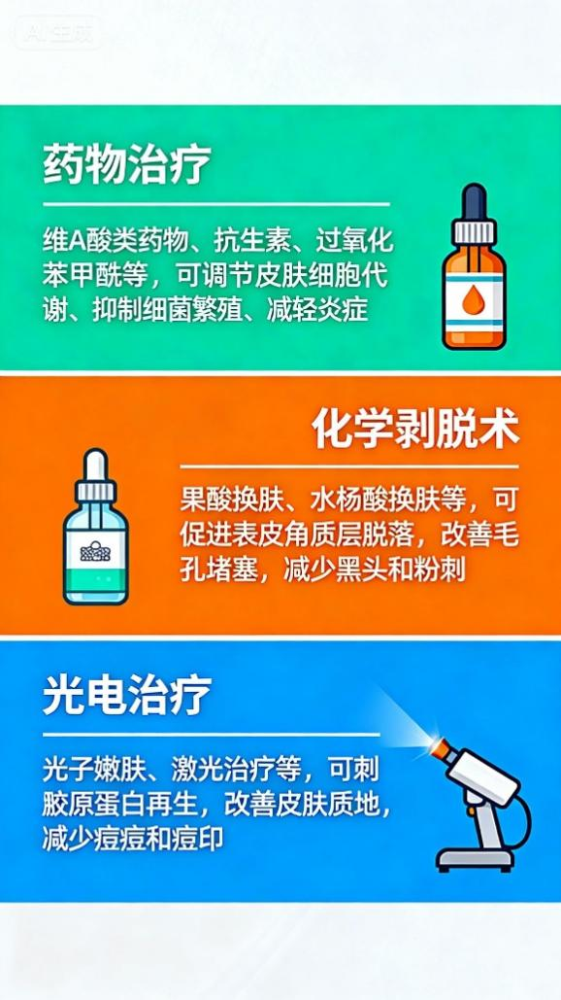 AI生成
药物治疗
维A酸类药物、抗生素、过氧化
苯甲酰等，可调节皮肤细胞代
谢、抑制细菌繁殖、减轻炎症
化学剥脱术
果酸换肤、水杨酸换肤等，可
促进表皮角质层脱落，改善毛
孔堵塞，减少黑头和粉刺
光电治疗
光子嫩肤、激光治疗等，可刺
胶原蛋白再生，改善皮肤质地，
减少痘痘和痘印